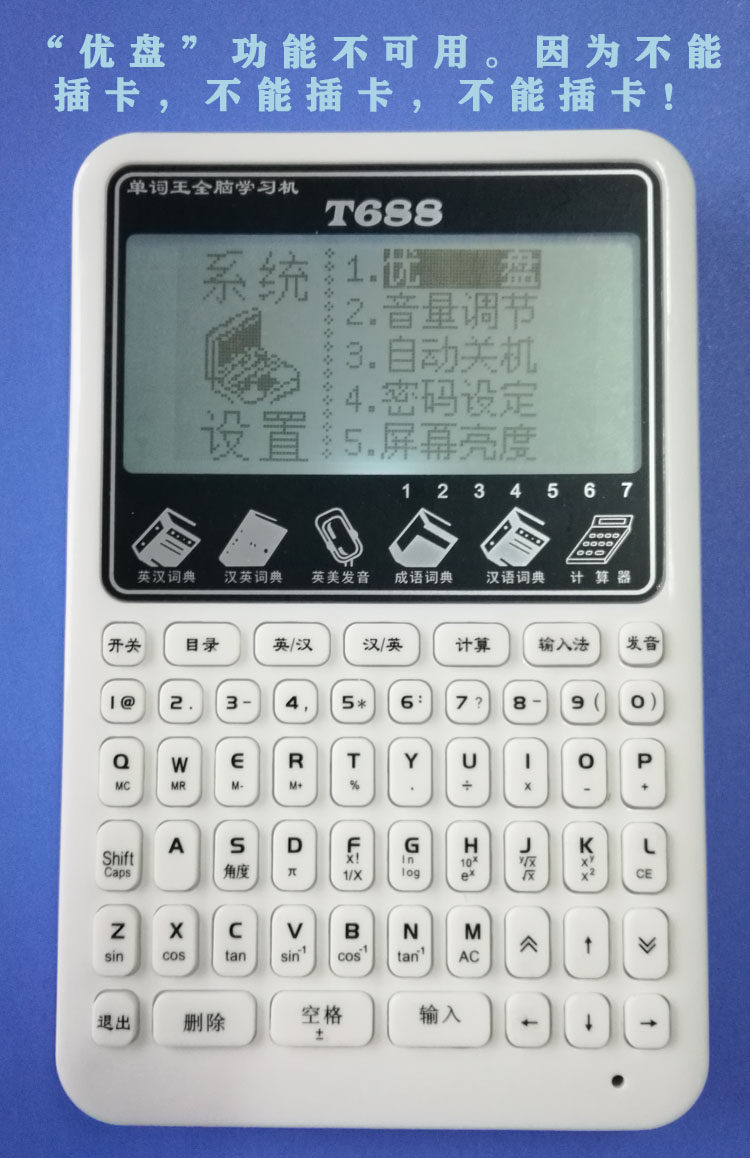 “优盘”功能不可用。因为不能
插卡，不能插卡，不能插卡！
单词王全脑学习机
T688
系统
设置
1.优 盘
2.音量调节
3.自动关机
4.密码设定
5.屏幕亮度
1 2 3 4 5 6 7
英汉词典 汉英词典 英美发音 成语词典 汉语词典 计算器
开关 目录 英/汉 汉/英 计算 输入法 发音
1@ 2. 3- 4, 5* 6: 7? 8- 9( 0)
Q W E R T Y U I O P
MC MR M- M+ % . ÷ x - +
Shift A S D F G H J K L
Caps 角度 π X! 1/X ln log 10ˣ eˣ ʸ√x √x Xʸ x² CE
Z X C V B N M ︽ ↑ ︾
sin cos tan sin⁻¹ cos⁻¹ tan⁻¹ AC
退出 删除 空格 输入 ← ↓ →
±